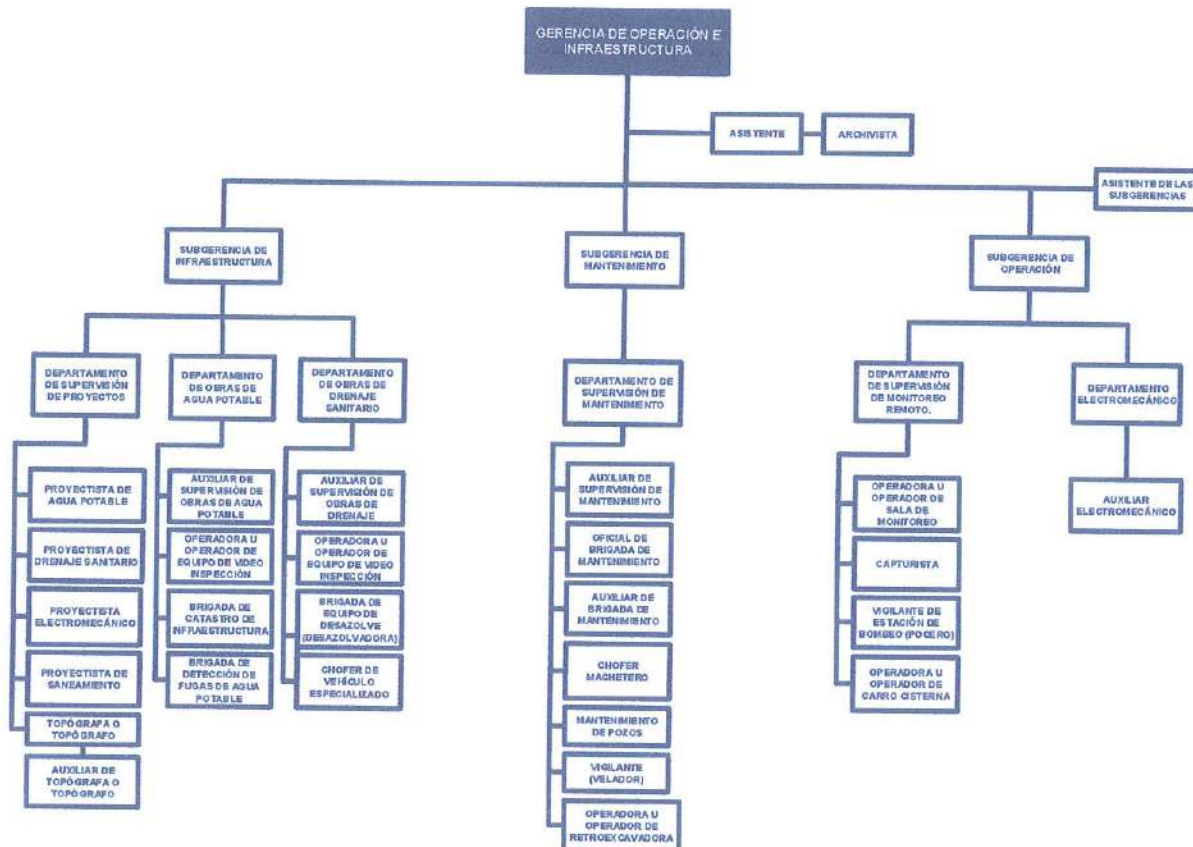 GERENCIA DE OPERACIÓN E
INFRAESTRUCTURA
ASISTENTE
ARCHIVISTA
ASISTENTE DE LAS
SUBGERENCIAS
SUBGERENCIA DE
INFRAESTRUCTURA
SUBGERENCIA DE
MANTENIMIENTO
SUBGERENCIA DE
OPERACIÓN
DEPARTAMENTO
DE SUPERVISIÓN
DE PROYECTOS
DEPARTAMENTO
DE OBRAS DE
AGUA POTABLE
DEPARTAMENTO
DE OBRAS DE
DRENAJE
SANITARIO
DEPARTAMENTO DE
SUPERVISIÓN DE
MANTENIMIENTO
DEPARTAMENTO
DE SUPERVISIÓN
DE MONITOREO
REMOTO.
DEPARTAMENTO
ELECTROMECÁNICO
PROYECTISTA DE
AGUA POTABLE
PROYECTISTA DE
DRENAJE SANITARIO
PROYECTISTA
ELECTROMECÁNICO
PROYECTISTA DE
SANEAMIENTO
TOPÓGRAFA O
TOPÓGRAFO
AUXILIAR DE
TOPÓGRAFA O
TOPÓGRAFO
AUXILIAR DE
SUPERVISIÓN DE
OBRAS DE AGUA
POTABLE
OPERADORA U
OPERADOR DE
EQUIPO DE VIDEO
INSPECCIÓN
BRIGADA DE
CATASTRO DE
INFRAESTRUCTURA
BRIGADA DE
DETECCIÓN DE
FUGAS DE AGUA
POTABLE
AUXILIAR DE
SUPERVISIÓN DE
OBRAS DE
DRENAJE
OPERADORA U
OPERADOR DE
EQUIPO DE VIDEO
INSPECCIÓN
BRIGADA DE
EQUIPO DE
DESAZOLVE
(DESAZOLVADORA)
CHOFER DE
VEHÍCULO
ESPECIALIZADO
AUXILIAR DE
SUPERVISIÓN DE
MANTENIMIENTO
OFICIAL DE
BRIGADA DE
MANTENIMIENTO
AUXILIAR DE
BRIGADA DE
MANTENIMIENTO
CHOFER
MACHETERO
MANTENIMIENTO
DE POZOS
VIGILANTE
(VELADOR)
OPERADORA U
OPERADOR DE
RETROEXCAVADORA
OPERADORA U
OPERADOR DE
SALA DE
MONITOREO
CAPTURISTA
VIGILANTE DE
ESTACIÓN DE
BOMBEO (POCERO)
OPERADORA U
OPERADOR DE
CARRO CISTERNA
AUXILIAR
ELECTROMECÁNICO